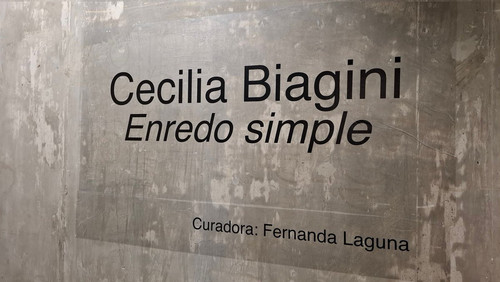 Cecilia Biagini
Enredo simple
Curadora: Fernanda Laguna